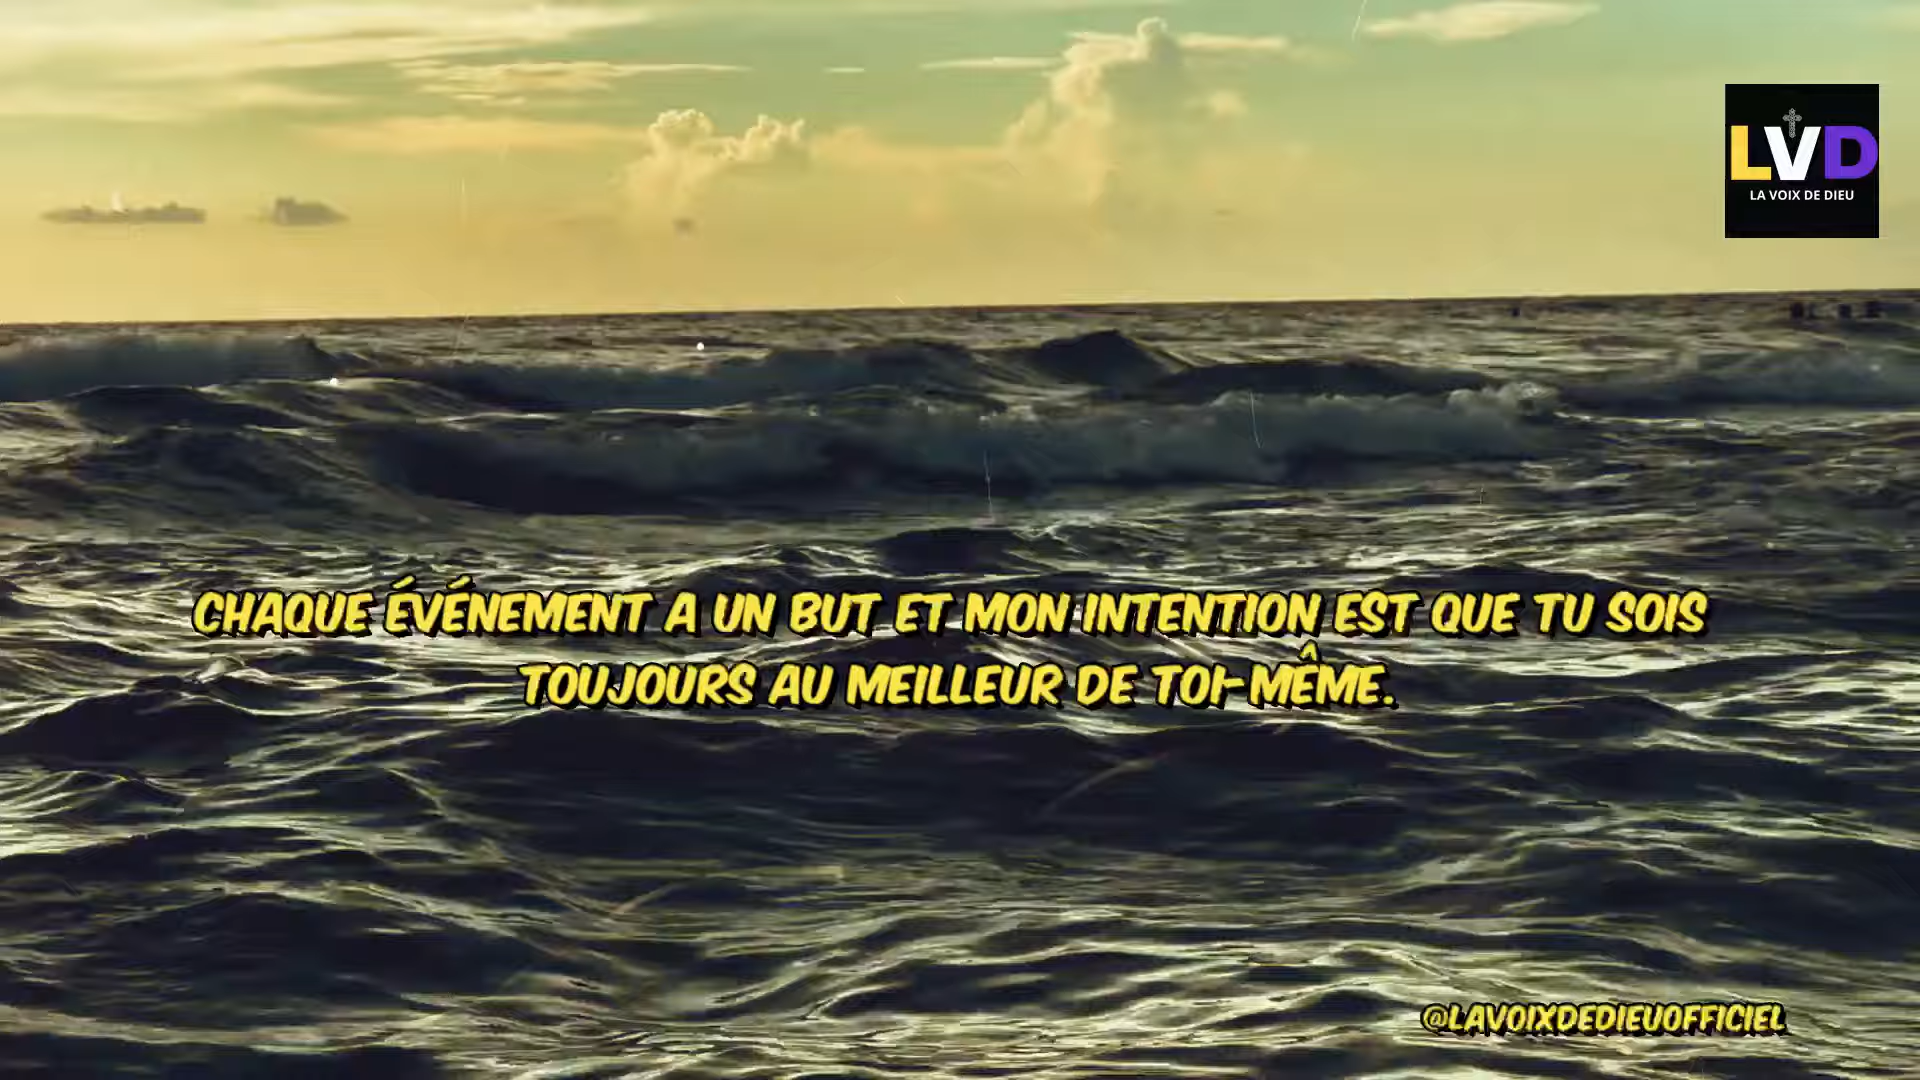 LVD
LA VOIX DE DIEU
CHAQUE ÉVÉNEMENT A UN BUT ET MON INTENTION EST QUE TU SOIS
TOUJOURS AU MEILLEUR DE TOI-MÊME.
@LAVOIXDEDIEUOFFICIEL